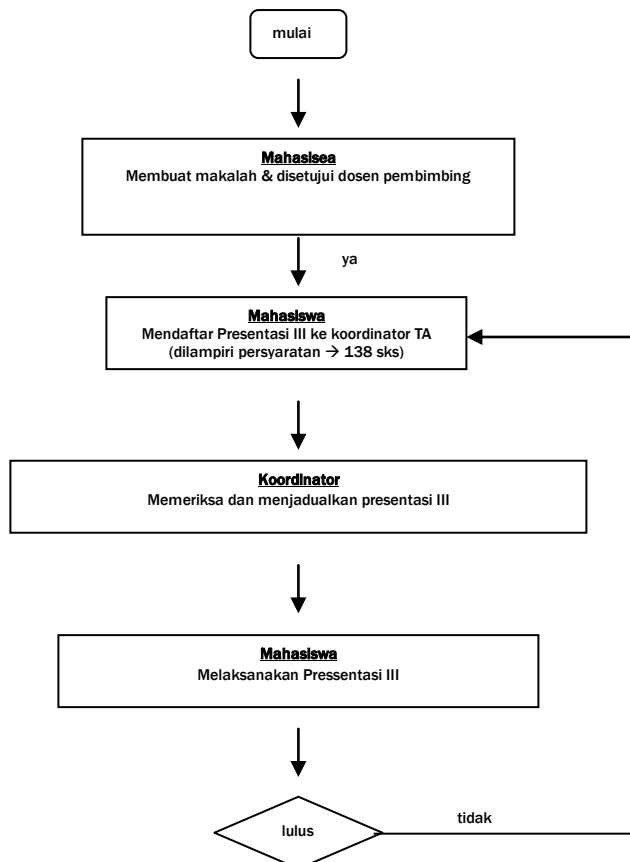 mulai
Mahasisea
Membuat makalah & disetujui dosen pembimbing
ya
Mahasiswa
Mendaftar Presentasi III ke koordinator TA
(dilampiri persyaratan → 138 sks)
Koordinator
Memeriksa dan menjadualkan presentasi III
Mahasiswa
Melaksanakan Pressentasi III
tidak
lulus